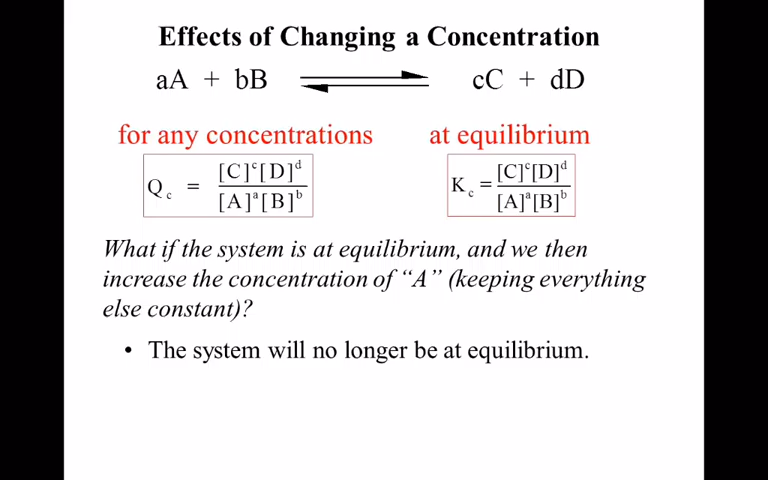 Effects of Changing a Concentration
aA + bB ⇌ cC + dD
for any concentrations at equilibrium
Q_c = [C]^c[D]^d / [A]^a[B]^b K_c = [C]^c[D]^d / [A]^a[B]^b
What if the system is at equilibrium, and we then
increase the concentration of “A” (keeping everything
else constant)?
• The system will no longer be at equilibrium.